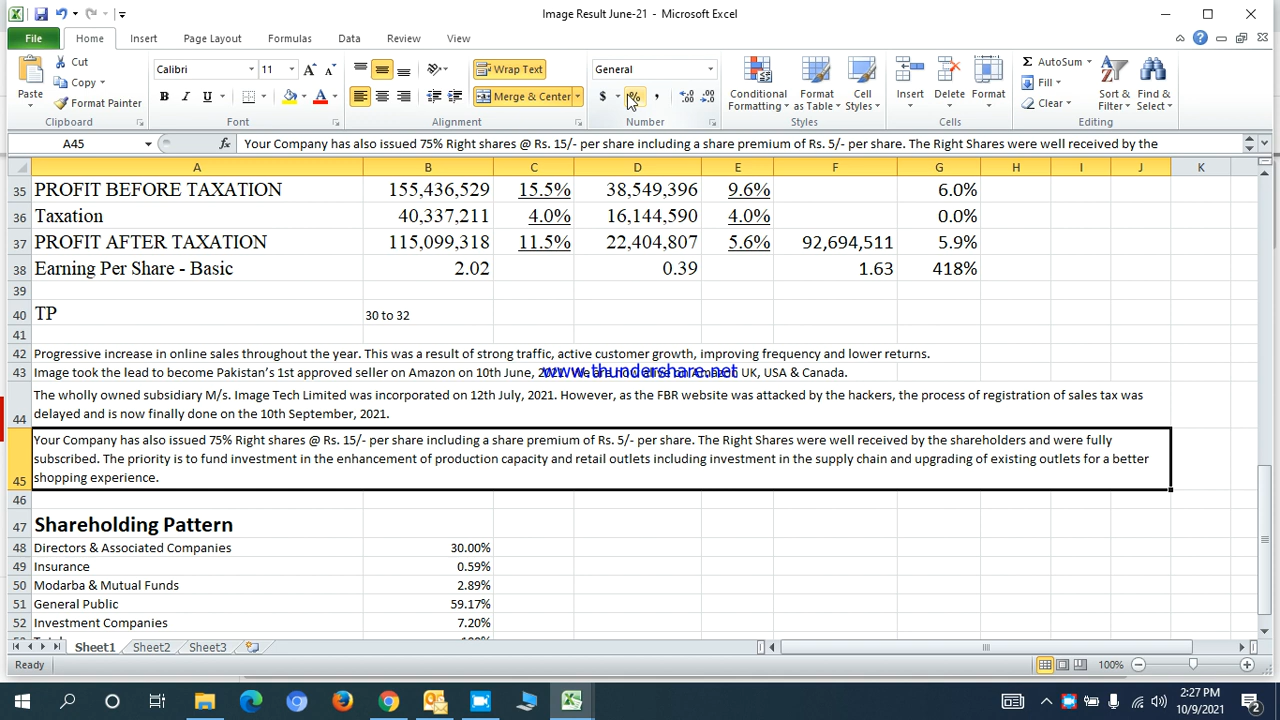 Image Result June-21 - Microsoft Excel
File Home Insert Page Layout Formulas Data Review View
Paste Cut Copy Format Painter Clipboard
Calibri 11 B I U Font
Wrap Text Merge & Center Alignment
General $ % , Number
Conditional Formatting Format as Table Cell Styles Styles
Insert Delete Format Cells
AutoSum Fill Clear Sort & Filter Find & Select Editing
A45 fx Your Company has also issued 75% Right shares @ Rs. 15/- per share including a share premium of Rs. 5/- per share. The Right Shares were well received by the
A B C D E F G H I J K
35 PROFIT BEFORE TAXATION 155,436,529 15.5% 38,549,396 9.6% 6.0%
36 Taxation 40,337,211 4.0% 16,144,590 4.0% 0.0%
37 PROFIT AFTER TAXATION 115,099,318 11.5% 22,404,807 5.6% 92,694,511 5.9%
38 Earning Per Share - Basic 2.02 0.39 1.63 418%
39
40 TP 30 to 32
41
42 Progressive increase in online sales throughout the year. This was a result of strong traffic, active customer growth, improving frequency and lower returns.
43 Image took the lead to become Pakistan's 1st approved seller on Amazon on 10th June, UK, USA & Canada.
www.thundershare.net
The wholly owned subsidiary M/s. Image Tech Limited was incorporated on 12th July, 2021. However, as the FBR website was attacked by the hackers, the process of registration of sales tax was
44 delayed and is now finally done on the 10th September, 2021.
Your Company has also issued 75% Right shares @ Rs. 15/- per share including a share premium of Rs. 5/- per share. The Right Shares were well received by the shareholders and were fully
subscribed. The priority is to fund investment in the enhancement of production capacity and retail outlets including investment in the supply chain and upgrading of existing outlets for a better
45 shopping experience.
46
47 Shareholding Pattern
48 Directors & Associated Companies 30.00%
49 Insurance 0.59%
50 Modarba & Mutual Funds 2.89%
51 General Public 59.17%
52 Investment Companies 7.20%
Sheet1 Sheet2 Sheet3
Ready 100%
2:27 PM
10/9/2021
2